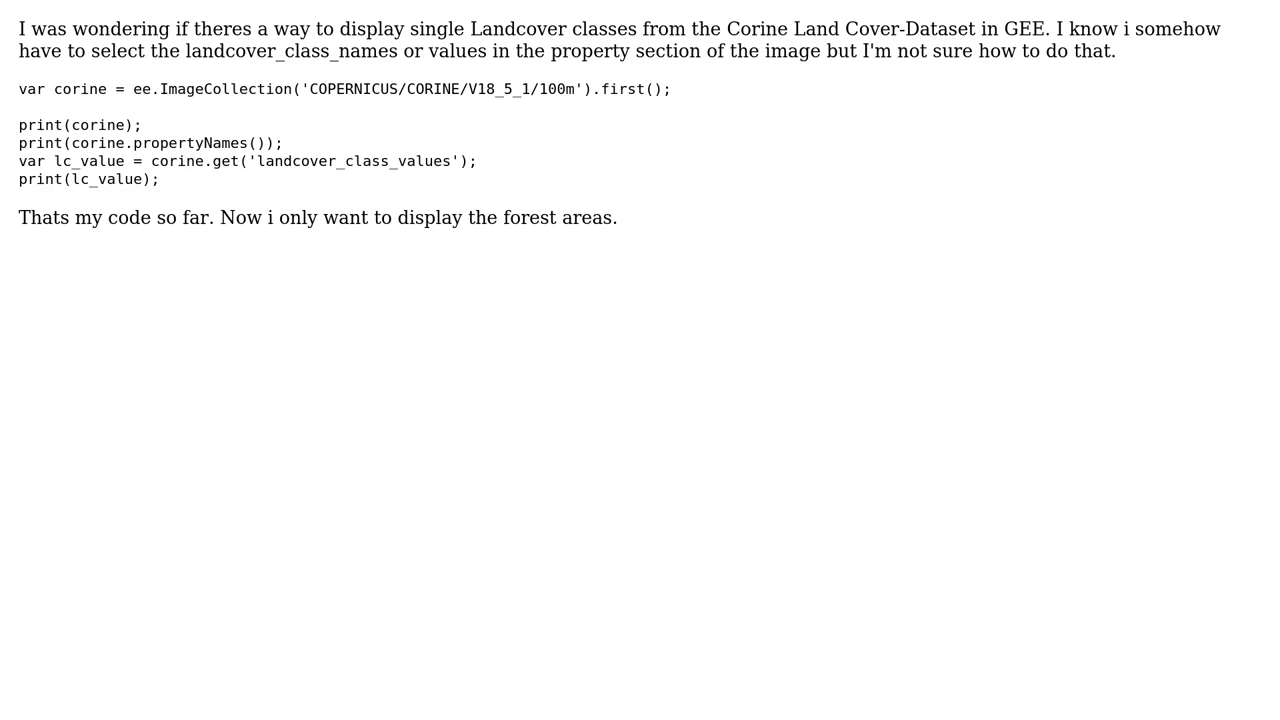 I was wondering if theres a way to display single Landcover classes from the Corine Land Cover-Dataset in GEE. I know i somehow
have to select the landcover_class_names or values in the property section of the image but I'm not sure how to do that.
var corine = ee.ImageCollection('COPERNICUS/CORINE/V18_5_1/100m').first();
print(corine);
print(corine.propertyNames());
var lc_value = corine.get('landcover_class_values');
print(lc_value);
Thats my code so far. Now i only want to display the forest areas.